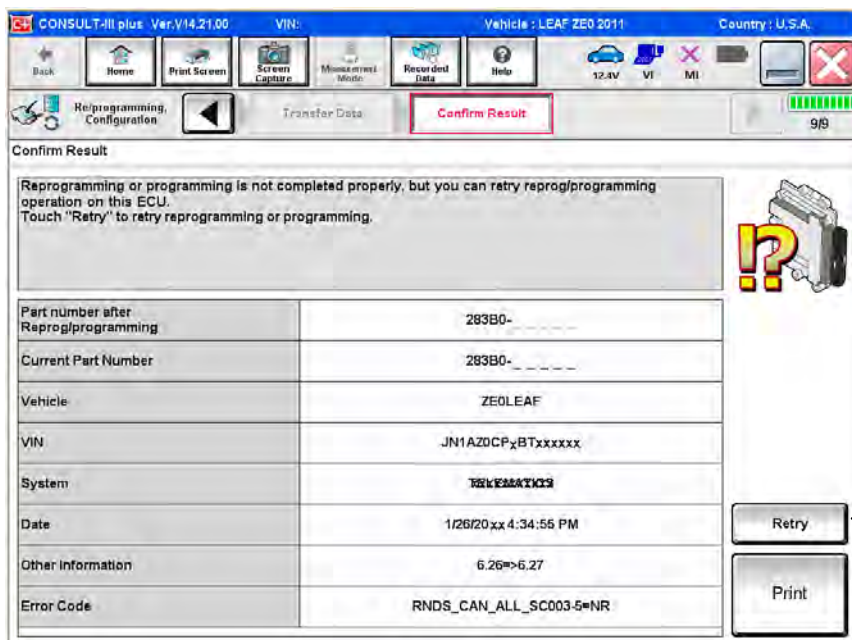 C+ CONSULT-III plus Ver.V14.21.00 VIN: Vehicle : LEAF ZE0 2011 Country : U.S.A.
Back Home Print Screen Screen Capture Measurement Mode Recorded Data Help 12.4V VI MI
Re/programming, Configuration Transfer Data Confirm Result 9/9
Confirm Result
Reprogramming or programming is not completed properly, but you can retry reprog/programming
operation on this ECU.
Touch "Retry" to retry reprogramming or programming.
!?
Part number after
Reprog/programming
283B0-_ _ _ _ _
Current Part Number 283B0-_ _ _ _ _
Vehicle ZE0LEAF
VIN JN1AZ0CPxBTxxxxxx
System
Date 1/26/20xx 4:34:55 PM
Retry
Other Information 6.26=>6.27
Error Code RNDS_CAN_ALL_SC003-5=NR
Print